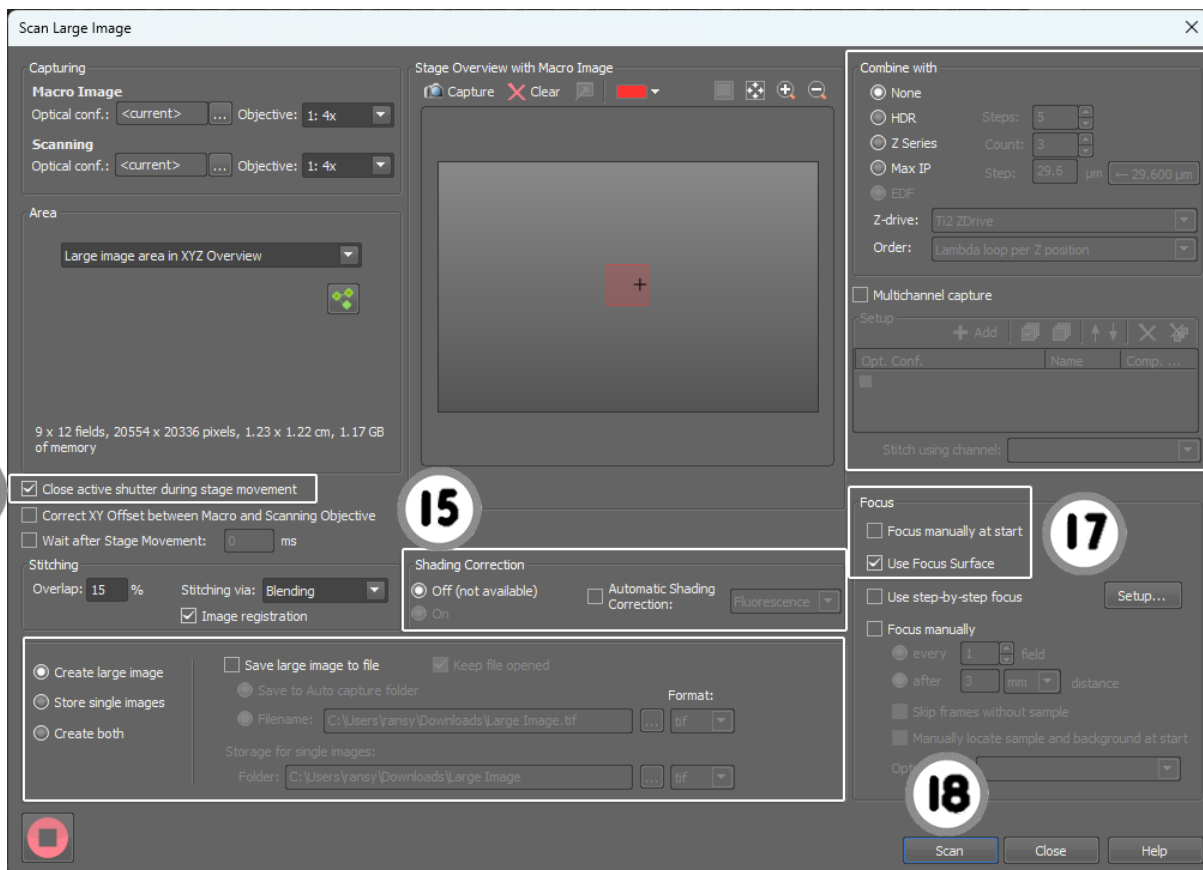 Scan Large Image
Capturing
Macro Image
Optical conf.: <current> ... Objective: 1: 4x
Scanning
Optical conf.: <current> ... Objective: 1: 4x
Area
Large image area in XYZ Overview
9 x 12 fields, 20554 x 20336 pixels, 1.23 x 1.22 cm, 1.17 GB
of memory
Close active shutter during stage movement
Correct XY Offset between Macro and Scanning Objective
Wait after Stage Movement: 0 ms
Stitching
Overlap: 15 % Stitching via: Blending
Image registration
Stage Overview with Macro Image
Capture Clear
15
Shading Correction
Off (not available)
On
Automatic Shading
Correction: Fluorescence
Create large image
Store single images
Create both
Save large image to file Keep file opened
Save to Auto capture folder
Format:
Filename: C:\Users\ransy\Downloads\Large Image.tif ... tif
Storage for single images:
Folder: C:\Users\ransy\Downloads\Large Image ... tif
Combine with
None
HDR Steps: 5
Z Series Count: 3
Max IP Step: 29.6 µm ← 29.600 µm
EDF
Z-drive: Ti2 ZDrive
Order: Lambda loop per Z position
Multichannel capture
Setup
Add
Opt. Conf. Name Comp. ...
Stitch using channel:
Focus
Focus manually at start
17
Use Focus Surface
Use step-by-step focus Setup...
Focus manually
every 1 field
after 3 mm distance
Skip frames without sample
Manually locate sample and background at start
18
Scan Close Help